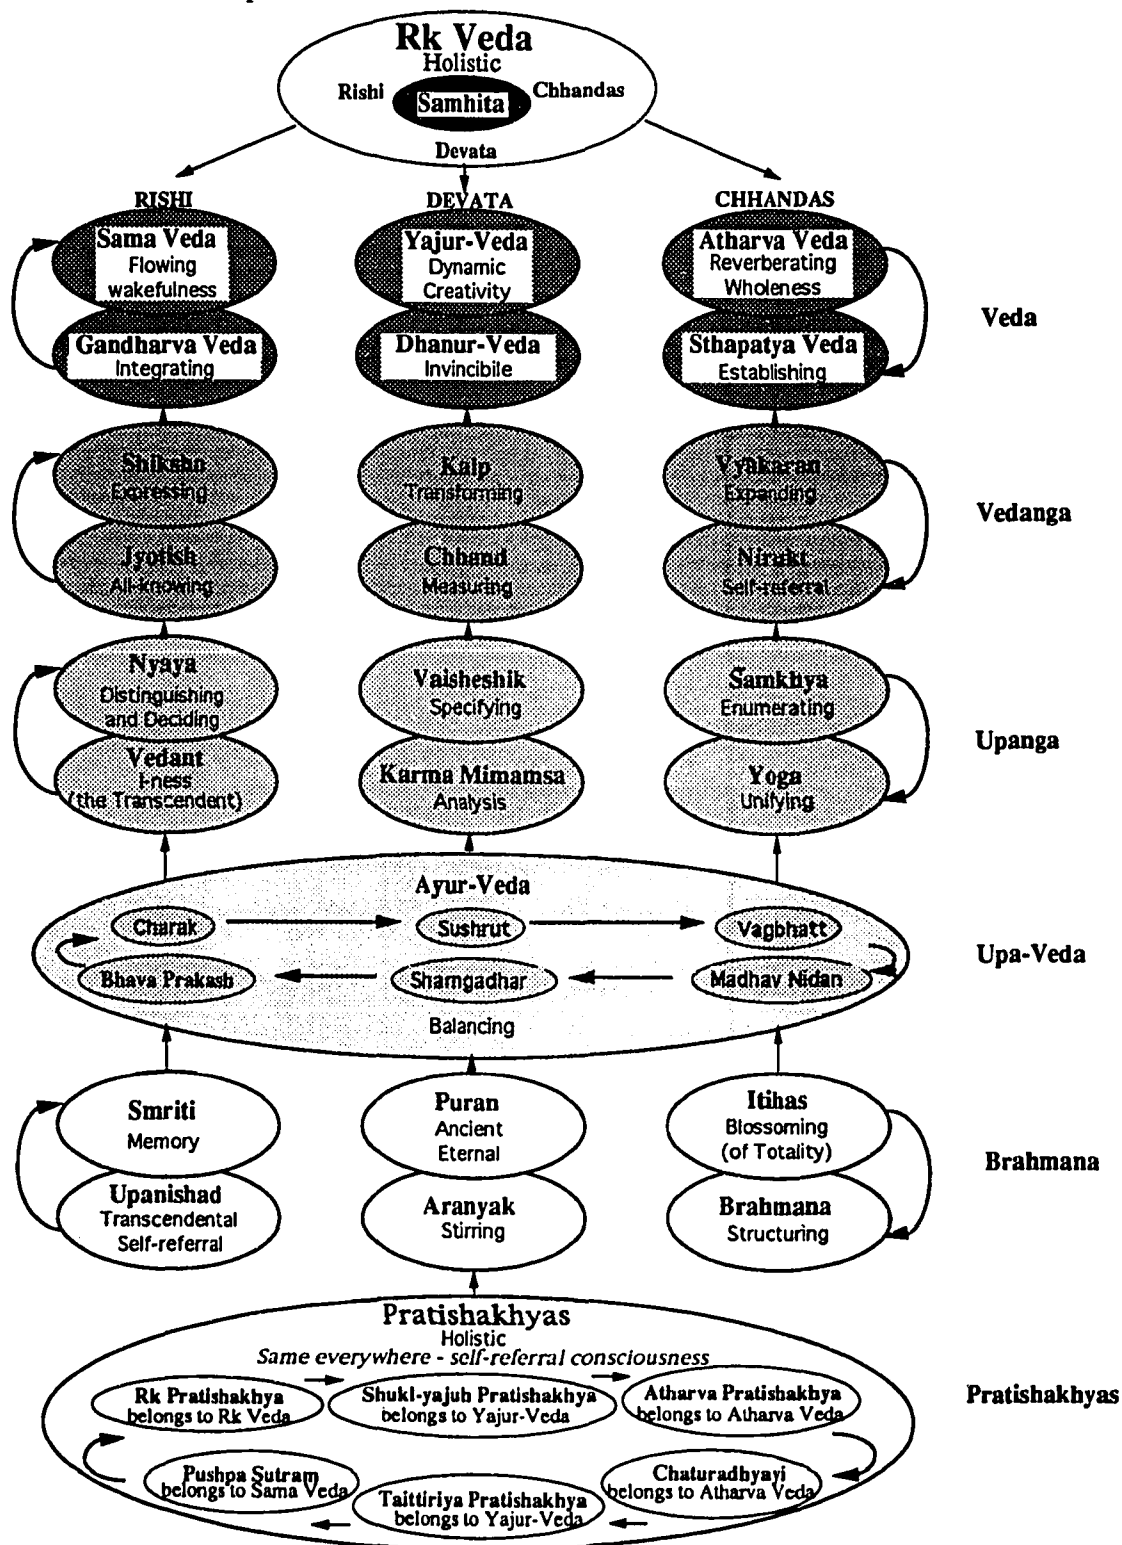 Rk Veda
Holistic
Rishi
Samhita
Chhandas
Devata
RISHI
DEVATA
CHHANDAS
Sama Veda
Flowing
wakefulness
Yajur-Veda
Dynamic
Creativity
Atharva Veda
Reverberating
Wholeness
Gandharva Veda
Integrating
Dhanur-Veda
Invincibile
Sthapatya Veda
Establishing
Veda
Shiksha
Expressing
Kalp
Transforming
Vyakaran
Expanding
Jyotish
All-knowing
Chhand
Measuring
Nirukt
Self-referral
Vedanga
Nyaya
Distinguishing
and Deciding
Vaisheshik
Specifying
Samkhya
Enumerating
Vedant
I-ness
(the Transcendent)
Karma Mimamsa
Analysis
Yoga
Unifying
Upanga
Ayur-Veda
Charak
Sushrut
Vagbhatt
Bhava Prakash
Sharngadhar
Madhav Nidan
Balancing
Upa-Veda
Smriti
Memory
Puran
Ancient
Eternal
Itihas
Blossoming
(of Totality)
Upanishad
Transcendental
Self-referral
Aranyak
Stirring
Brahmana
Structuring
Brahmana
Pratishakhyas
Holistic
Same everywhere - self-referral consciousness
Rk Pratishakhya
belongs to Rk Veda
Shukl-yajuh Pratishakhya
belongs to Yajur-Veda
Atharva Pratishakhya
belongs to Atharva Veda
Pushpa Sutram
belongs to Sama Veda
Taittiriya Pratishakhya
belongs to Yajur-Veda
Chaturadhyayi
belongs to Atharva Veda
Pratishakhyas